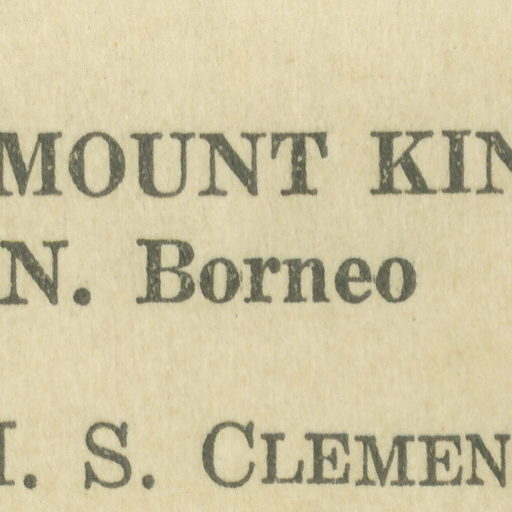 MOUNT KIN
N. Borneo
S. CLEMEN